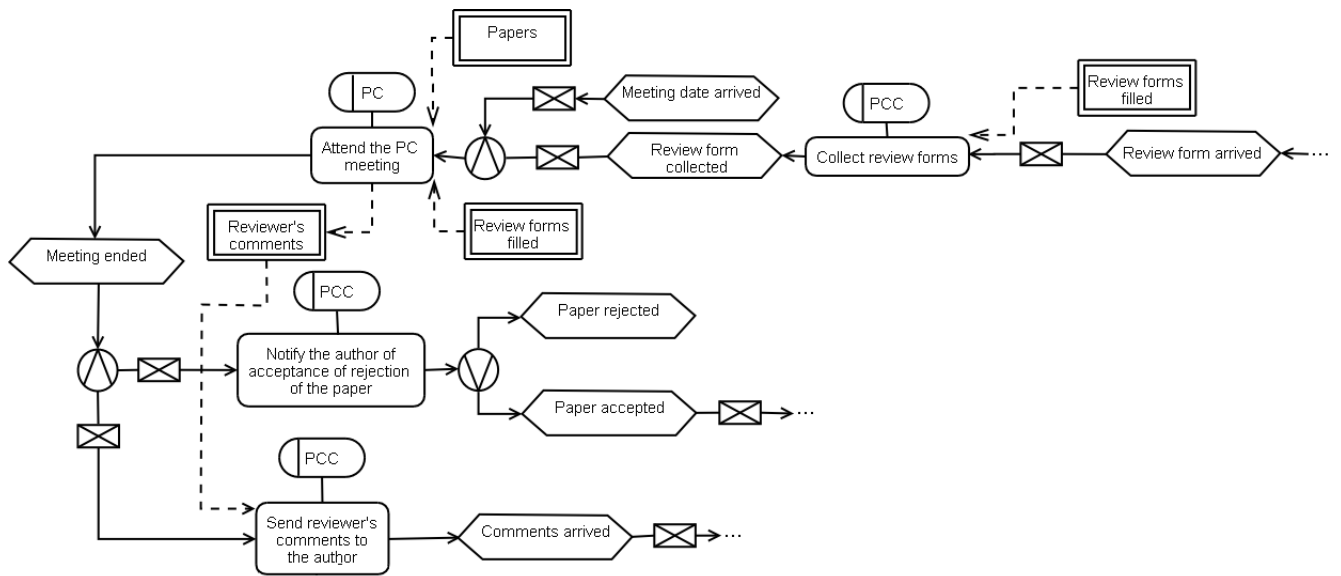 Papers
PC
Meeting date arrived
PCC
Review forms
filled
Attend the PC
meeting
Review form
collected
Collect review forms
Review form arrived
...
Reviewer's
comments
Review forms
filled
Meeting ended
PCC
Paper rejected
Notify the author of
acceptance of rejection
of the paper
Paper accepted
...
PCC
Send reviewer's
comments to
the author
Comments arrived
...